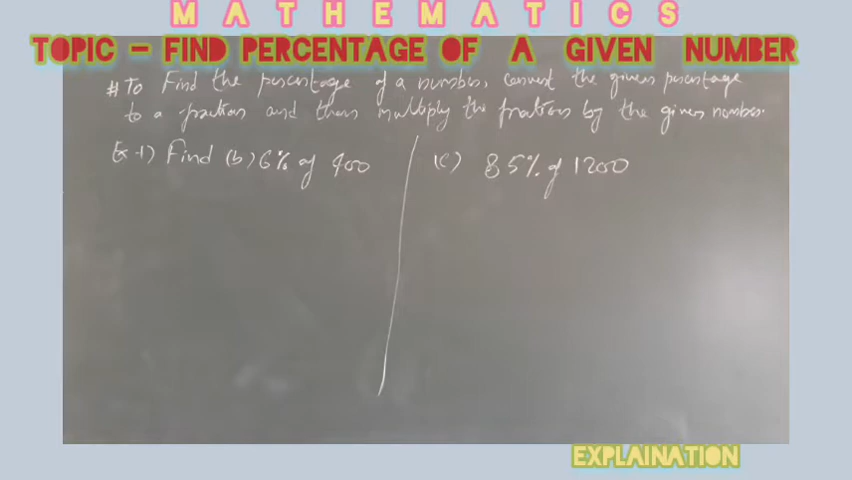 MATHEMATICS
TOPIC - FIND PERCENTAGE OF A GIVEN NUMBER
# To Find the percentage of a number, convert the given percentage
to a fraction and then multiply the fraction by the given number.
Ex-1) Find (b) 6% of 400
(c) 85% of 1200
EXPLAINATION